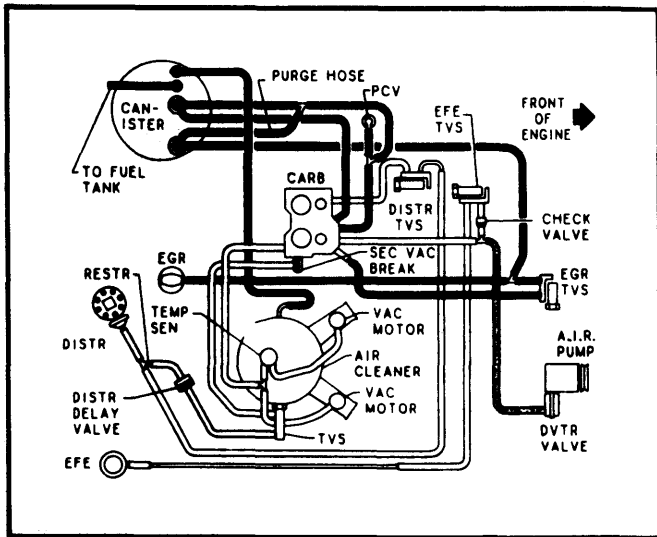 PURGE HOSE
PCV
CAN-
ISTER
EFE
TVS
FRONT
OF
ENGINE
TO FUEL
TANK
CARB
DISTR
TVS
CHECK
VALVE
SEC VAC
BREAK
EGR
RESTR
EGR
TVS
TEMP
SEN
VAC
MOTOR
DISTR
AIR
CLEANER
A.I.R.
PUMP
DISTR
DELAY
VALVE
VAC
MOTOR
TVS
DVTR
VALVE
EFE